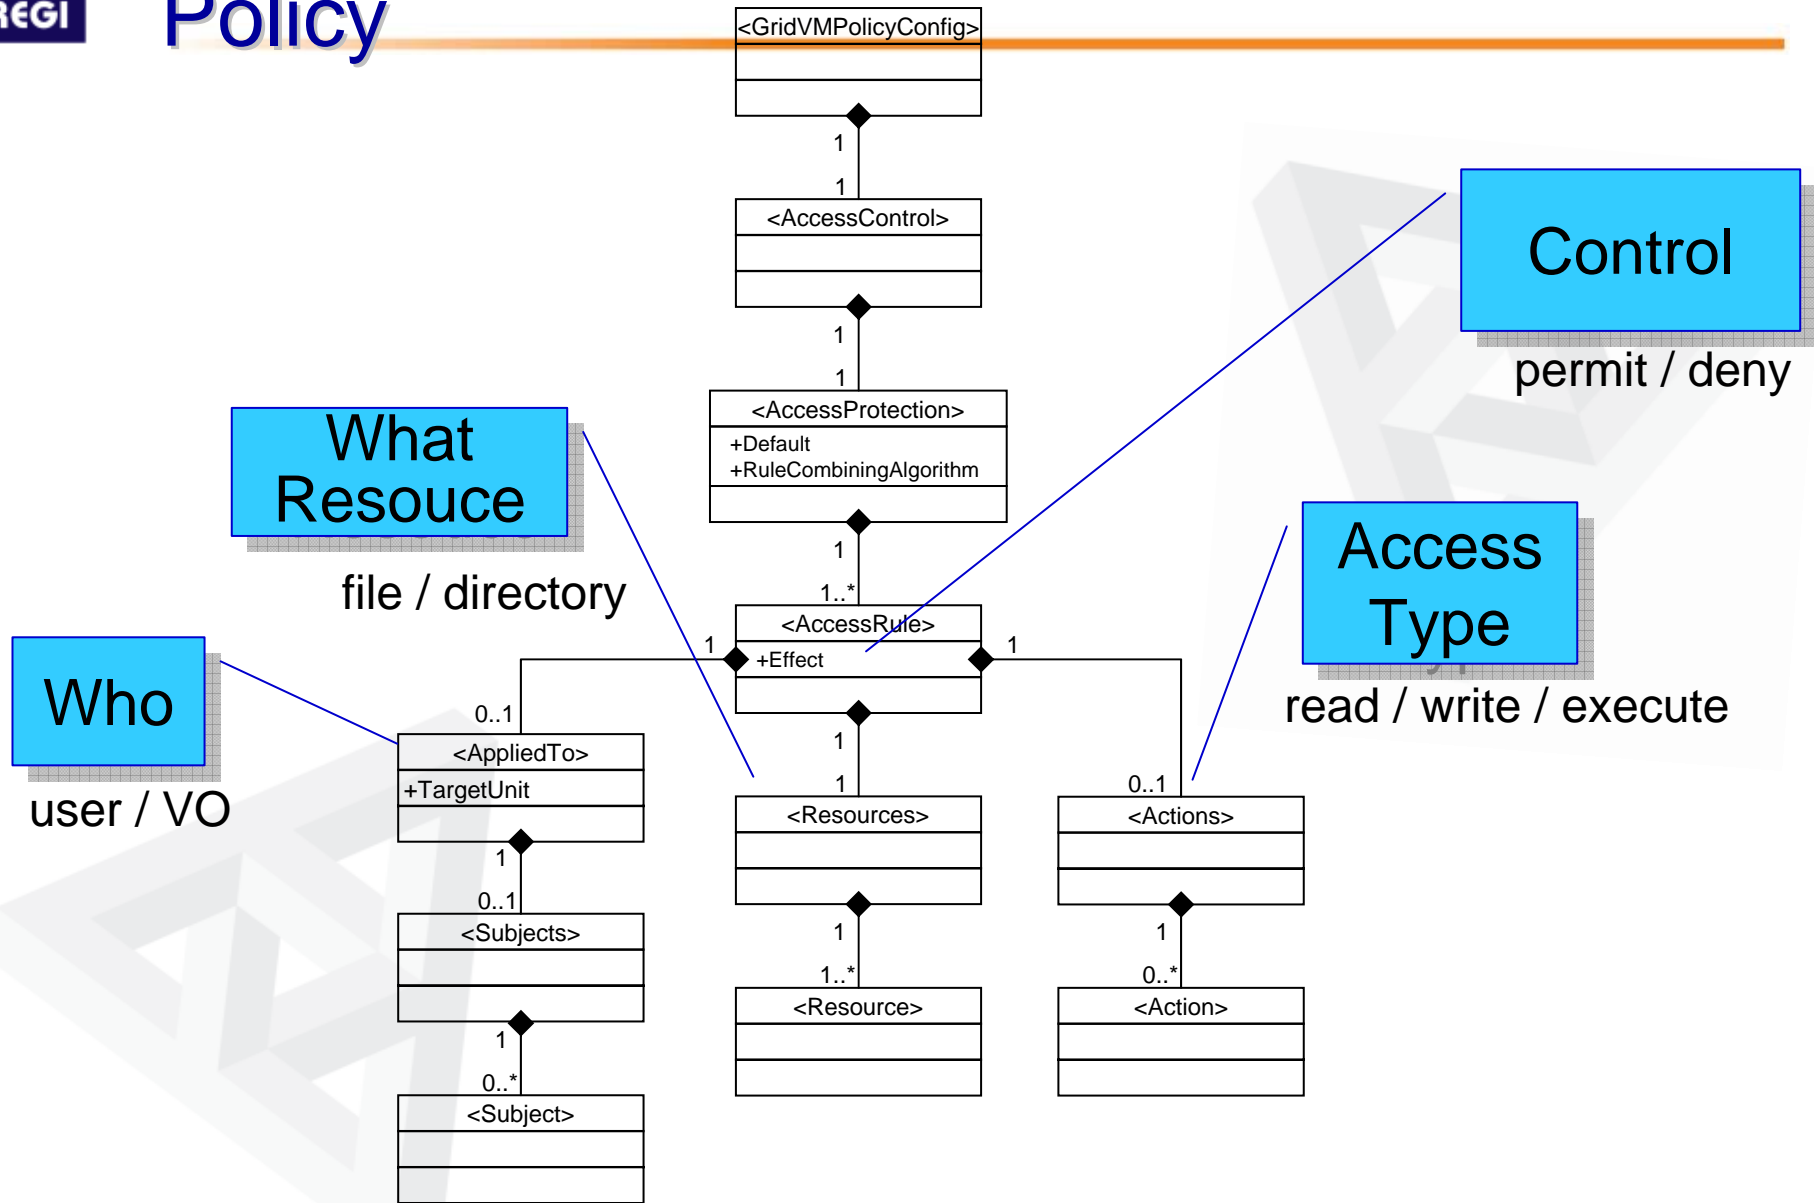 REGI
Policy
<GridVMPolicyConfig>
1
1
<AccessControl>
1
1
<AccessProtection>
+Default
+RuleCombiningAlgorithm
1
1..*
<AccessRule>
+Effect
1
1
Control
permit / deny
What
Resouce
file / directory
Access
Type
read / write / execute
Who
user / VO
0..1
<AppliedTo>
+TargetUnit
1
0..1
<Subjects>
1
0..*
<Subject>
1
1
<Resources>
1
1..*
<Resource>
0..1
<Actions>
1
0..*
<Action>